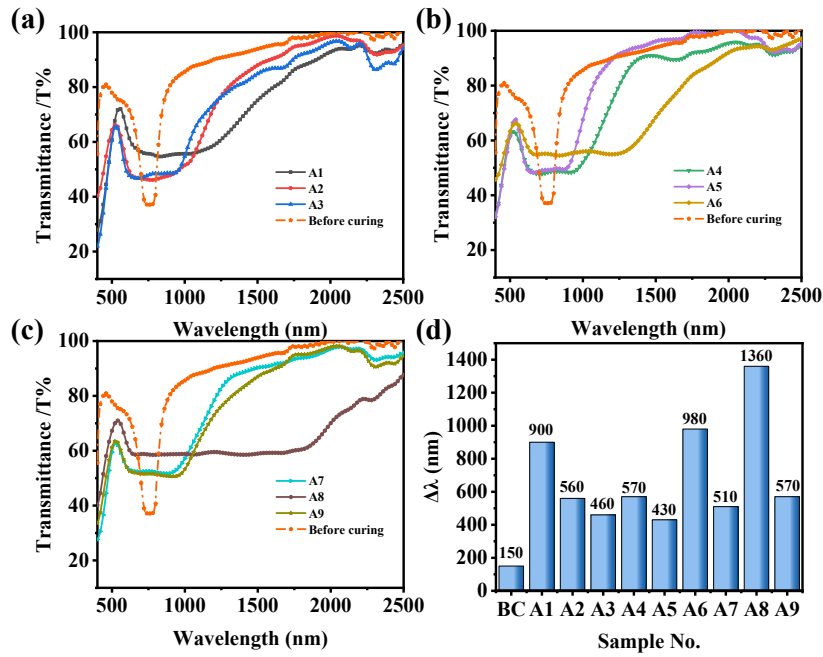 (a)
Transmittance /T%
100
80
60
40
20
A1
A2
A3
Before curing
500
1000
1500
2000
2500
Wavelength (nm)
(b)
Transmittance /T%
100
80
60
40
20
A4
A5
A6
Before curing
500
1000
1500
2000
2500
Wavelength (nm)
(c)
Transmittance /T%
100
80
60
40
20
A7
A8
A9
Before curing
500
1000
1500
2000
2500
Wavelength (nm)
(d)
Δλ (nm)
1400
1200
1000
800
600
400
200
0
150
900
560
460
570
430
980
510
1360
570
BC A1 A2 A3 A4 A5 A6 A7 A8 A9
Sample No.